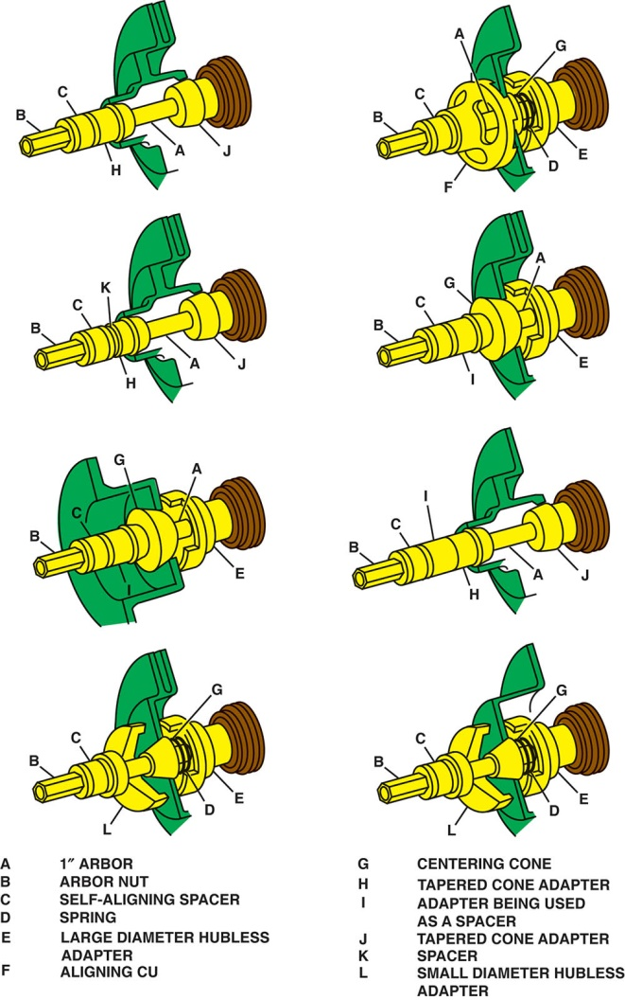 C
B
H
A
J
A
G
C
B
E
D
F
K
C
B
A
J
H
A
G
C
B
E
I
G
A
C
B
E
I
I
C
B
A
J
H
G
C
B
E
D
L
G
C
B
E
D
L
A 1″ ARBOR
B ARBOR NUT
C SELF-ALIGNING SPACER
D SPRING
E LARGE DIAMETER HUBLESS
ADAPTER
F ALIGNING CU
G CENTERING CONE
H TAPERED CONE ADAPTER
I ADAPTER BEING USED
AS A SPACER
J TAPERED CONE ADAPTER
K SPACER
L SMALL DIAMETER HUBLESS
ADAPTER